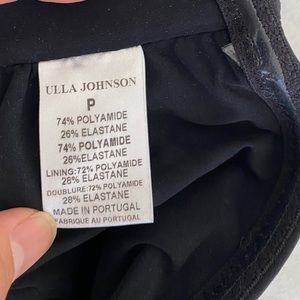 ULLA JOHNSON
P
74% POLYAMIDE
26% ELASTANE
74% POLYAMIDE
26%ELASTANE
LINING:72% POLYAMIDE
28% ELASTANE
DOUBLURE:72% POLYAMIDE
28% ELASTANE
MADE IN PORTUGAL
FABRIQUE AU PORTUGAL